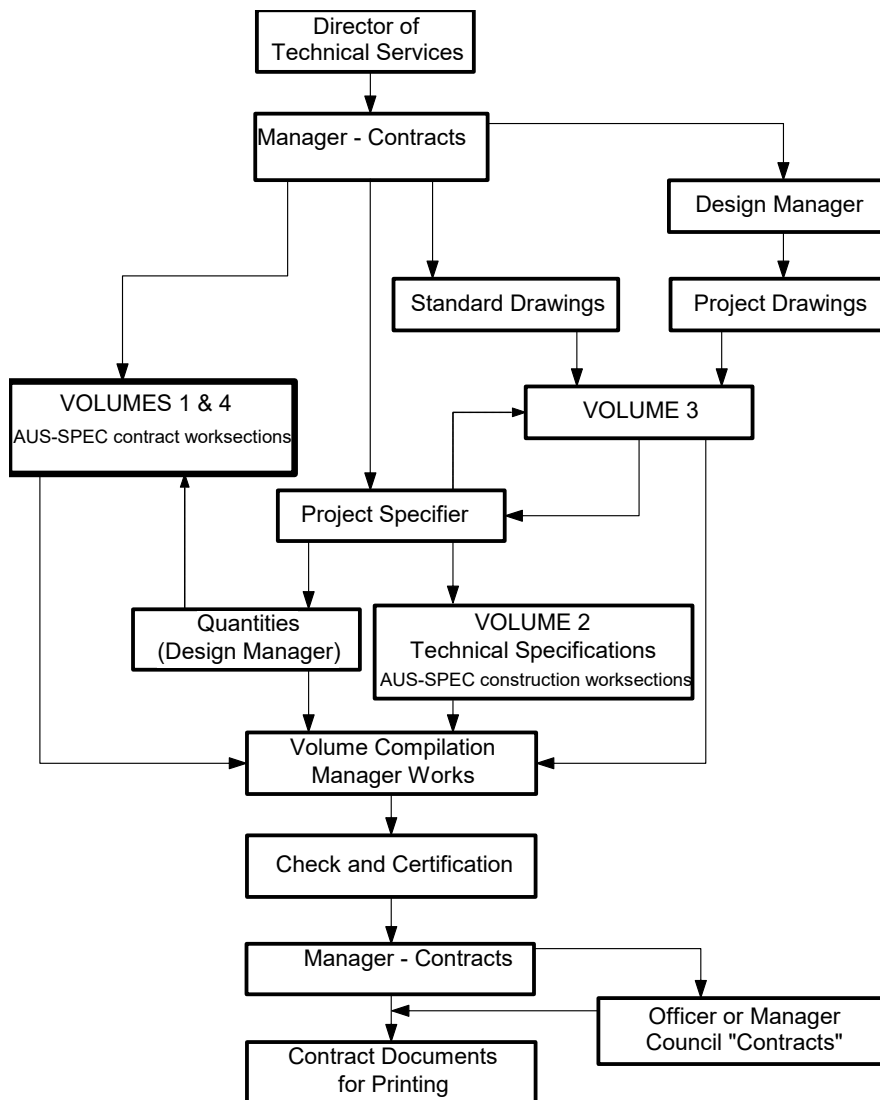 Director of
Technical Services
Manager - Contracts
Design Manager
Standard Drawings
Project Drawings
VOLUMES 1 & 4
AUS-SPEC contract worksections
VOLUME 3
Project Specifier
Quantities
(Design Manager)
VOLUME 2
Technical Specifications
AUS-SPEC construction worksections
Volume Compilation
Manager Works
Check and Certification
Manager - Contracts
Officer or Manager
Council "Contracts"
Contract Documents
for Printing